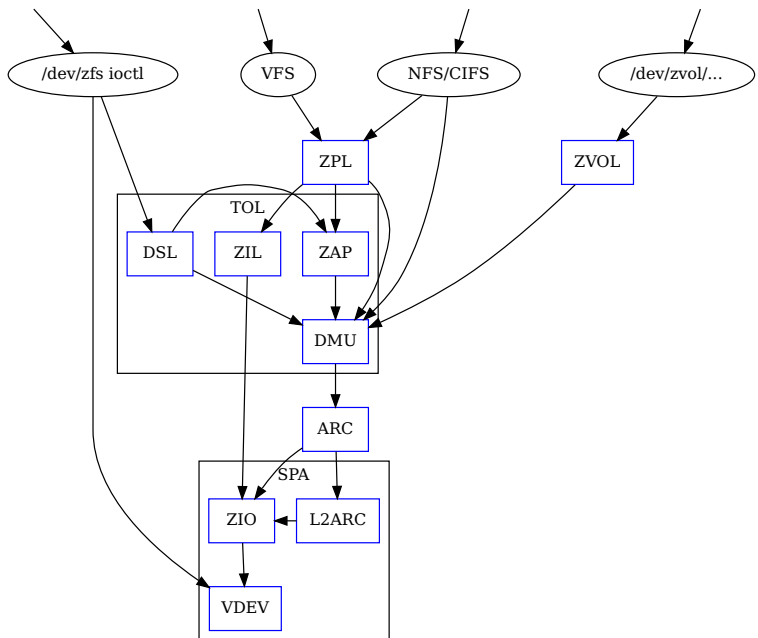 /dev/zfs ioctl
VFS
NFS/CIFS
/dev/zvol/...
ZPL
ZVOL
TOL
DSL
ZIL
ZAP
DMU
ARC
SPA
ZIO
L2ARC
VDEV